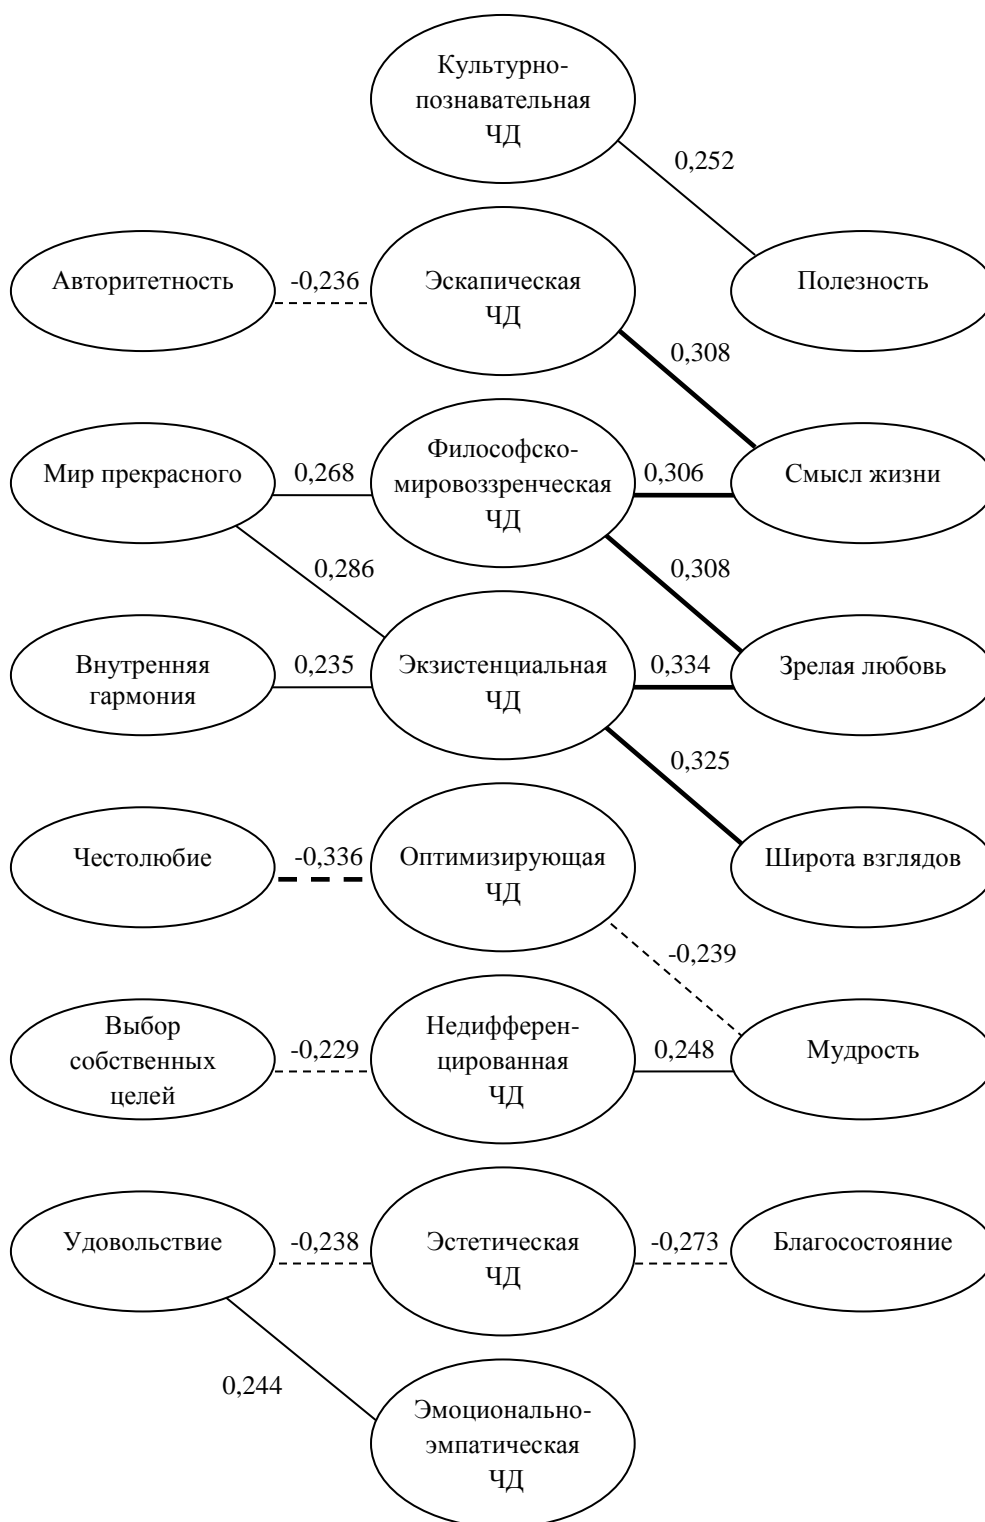 Культурно-
познавательная
ЧД
0,252
Авторитетность
-0,236
Эскапическая
ЧД
Полезность
0,308
Мир прекрасного
0,268
Философско-
мировоззренческая
ЧД
0,306
Смысл жизни
0,286
0,308
Внутренняя
гармония
0,235
Экзистенциальная
ЧД
0,334
Зрелая любовь
0,325
Честолюбие
-0,336
Оптимизирующая
ЧД
Широта взглядов
-0,239
Выбор
собственных
целей
-0,229
Недифферен-
цированная
ЧД
0,248
Мудрость
Удовольствие
-0,238
Эстетическая
ЧД
-0,273
Благосостояние
0,244
Эмоционально-
эмпатическая
ЧД